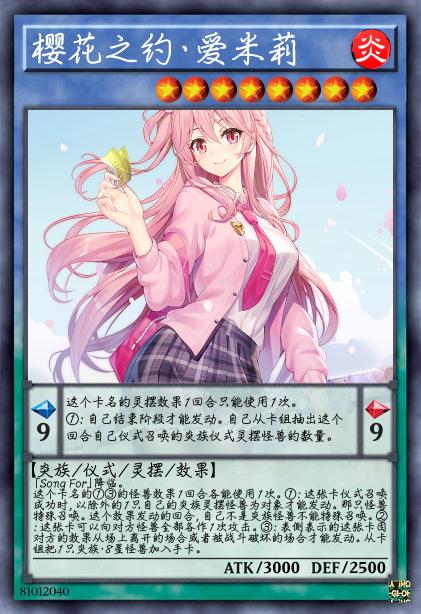 樱花之约·爱米莉
炎
这个卡名的灵摆效果1回合只能使用1次。
①：自己结束阶段才能发动。自己从卡组抽出这个
回合自己仪式召唤的炎族仪式灵摆怪兽的数量。
9
9
【炎族/仪式/灵摆/效果】
「Song For」降临。
这个卡名的①③的怪兽效果1回合各能使用1次。①：这张卡仪式召唤
成功时，以除外的1只自己的炎族灵摆怪兽为对象才能发动。那只怪兽
特殊召唤。这个效果发动的回合，自己不是炎族怪兽不能特殊召唤。②
：这张卡可以向对方怪兽全部各作1次攻击。③：表侧表示的这张卡因
对方的效果从场上离开的场合或者被战斗破坏的场合才能发动。从卡
组把1只炎族·8星怪兽加入手卡。
ATK/3000 DEF/2500
81012040